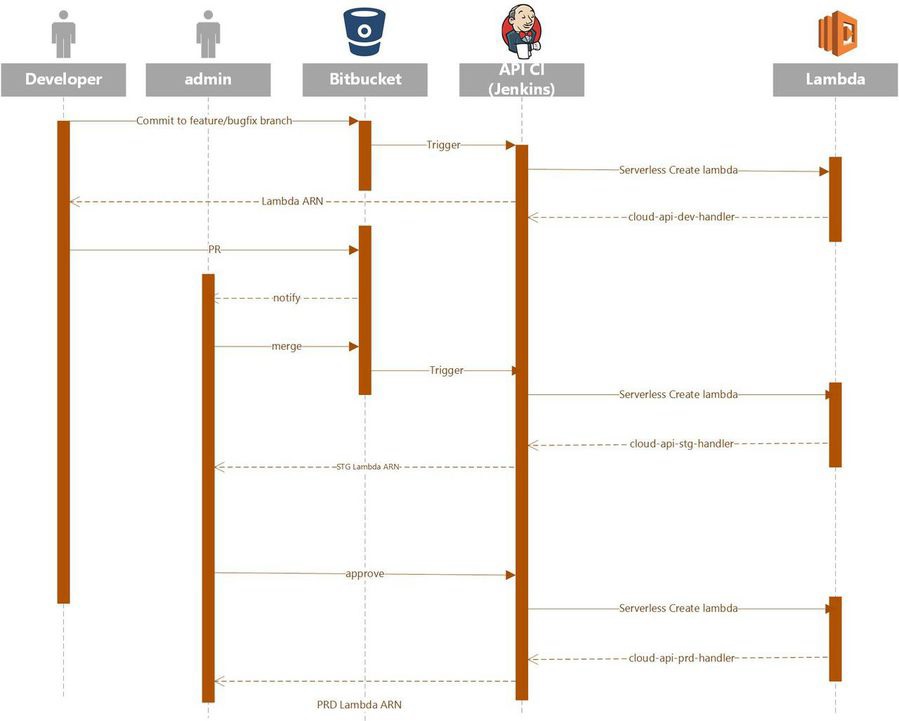 Developer
admin
Bitbucket
API CI
(Jenkins)
Lambda
Commit to feature/bugfix branch
Trigger
Serverless Create lambda
Lambda ARN
cloud-api-dev-handler
PR
notify
merge
Trigger
Serverless Create lambda
cloud-api-stg-handler
STG Lambda ARN
approve
Serverless Create lambda
cloud-api-prd-handler
PRD Lambda ARN